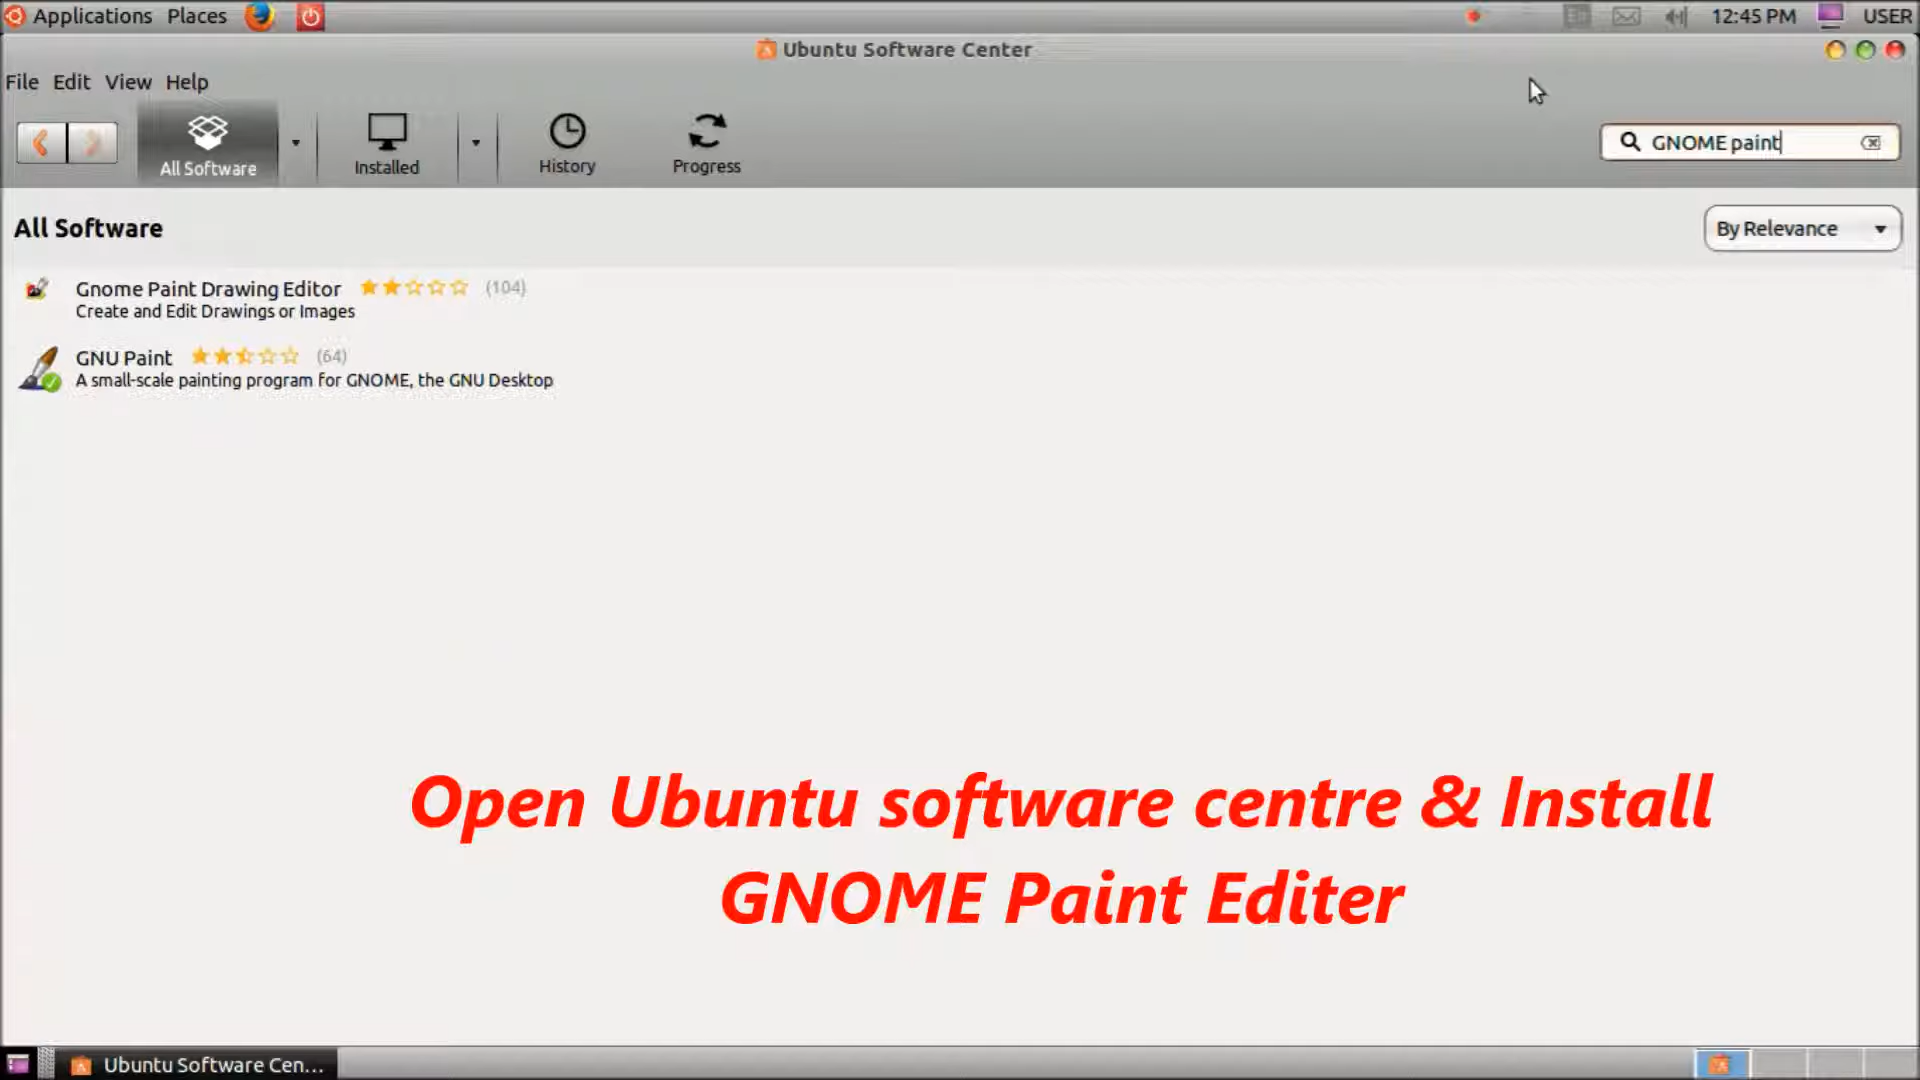 Applications Places 12:45 PM USER
Ubuntu Software Center
File Edit View Help
All Software Installed History Progress GNOME paint
All Software By Relevance
Gnome Paint Drawing Editor (104)
Create and Edit Drawings or Images
GNU Paint (64)
A small-scale painting program for GNOME, the GNU Desktop
Open Ubuntu software centre & Install
GNOME Paint Editer
Ubuntu Software Cen...